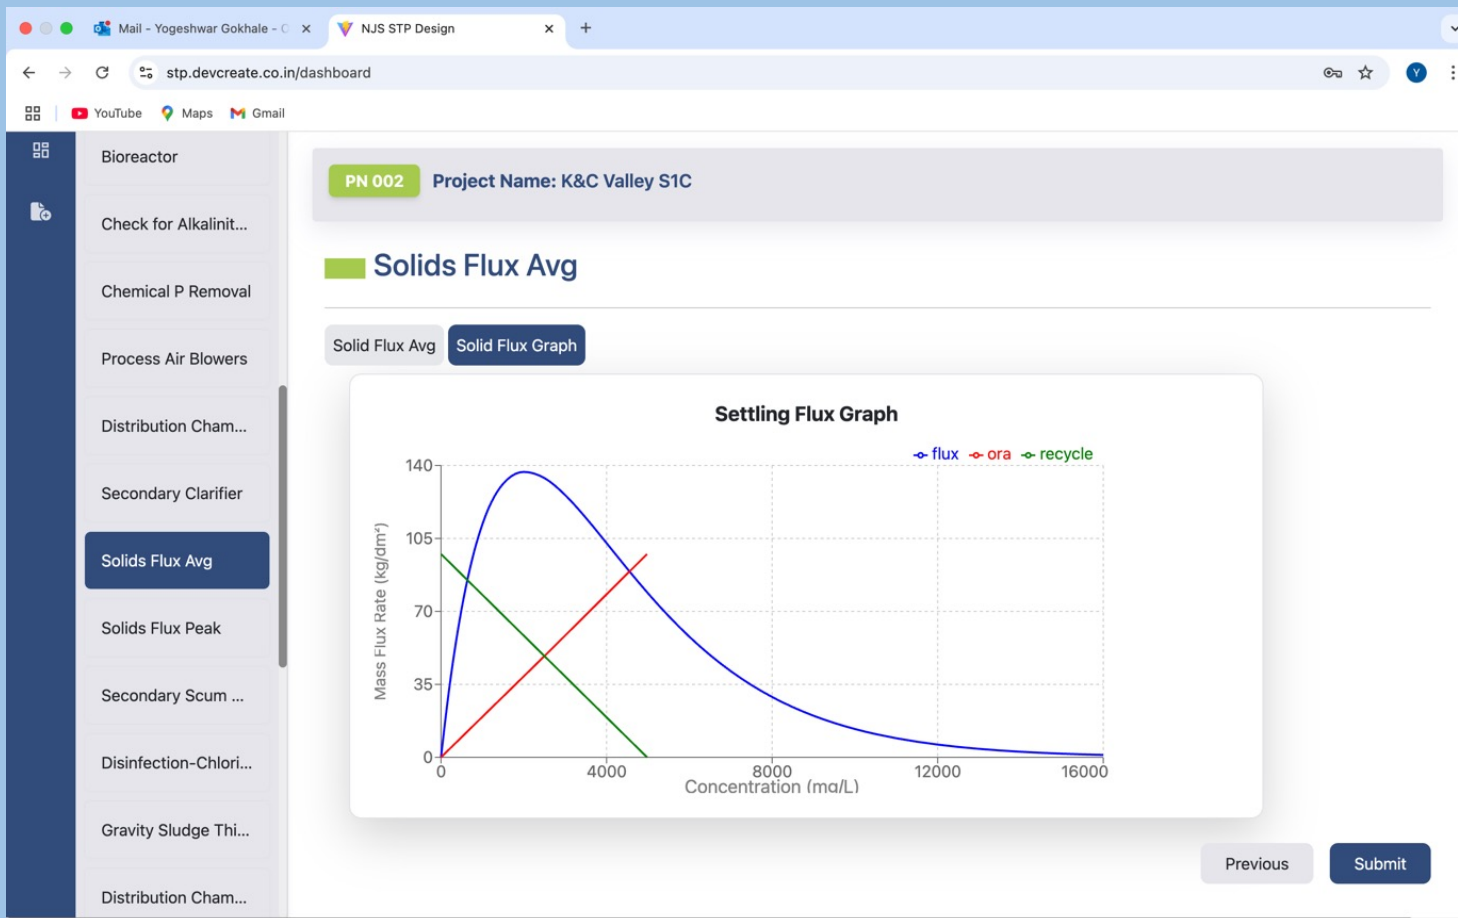 Mail - Yogeshwar Gokhale -
NJS STP Design
stp.devcreate.co.in/dashboard
Y
YouTube
Maps
Gmail
Bioreactor
Check for Alkalinit...
Chemical P Removal
Process Air Blowers
Distribution Cham...
Secondary Clarifier
Solids Flux Avg
Solids Flux Peak
Secondary Scum ...
Disinfection-Chlori...
Gravity Sludge Thi...
Distribution Cham...
PN 002
Project Name: K&C Valley S1C
Solids Flux Avg
Solid Flux Avg
Solid Flux Graph
Settling Flux Graph
flux
ora
recycle
Mass Flux Rate (kg/dm²)
140
105
70
35
0
0
4000
8000
12000
16000
Concentration (mg/L)
Previous
Submit